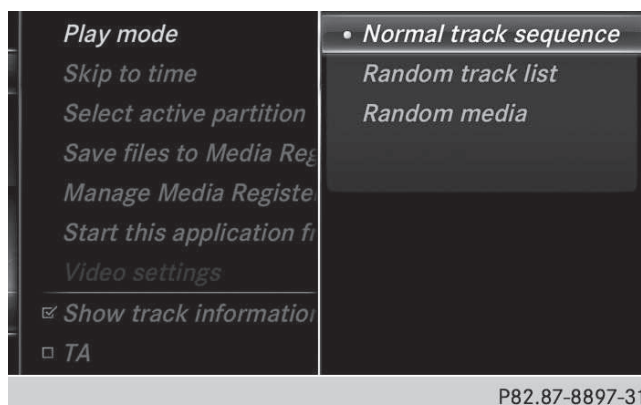 Play mode
Skip to time
Select active partition
Save files to Media Reg
Manage Media Registe
Start this application f
Video settings
Show track informatio
TA
Normal track sequence
Random track list
Random media
P82.87-8897-31